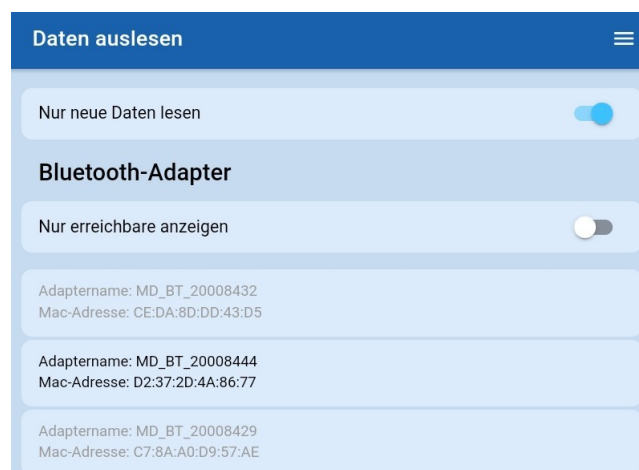 Daten auslesen
Nur neue Daten lesen
Bluetooth-Adapter
Nur erreichbare anzeigen
Adaptername: MD_BT_20008432
Mac-Adresse: CE:DA:8D:DD:43:D5
Adaptername: MD_BT_20008444
Mac-Adresse: D2:37:2D:4A:86:77
Adaptername: MD_BT_20008429
Mac-Adresse: C7:8A:A0:D9:57:AE